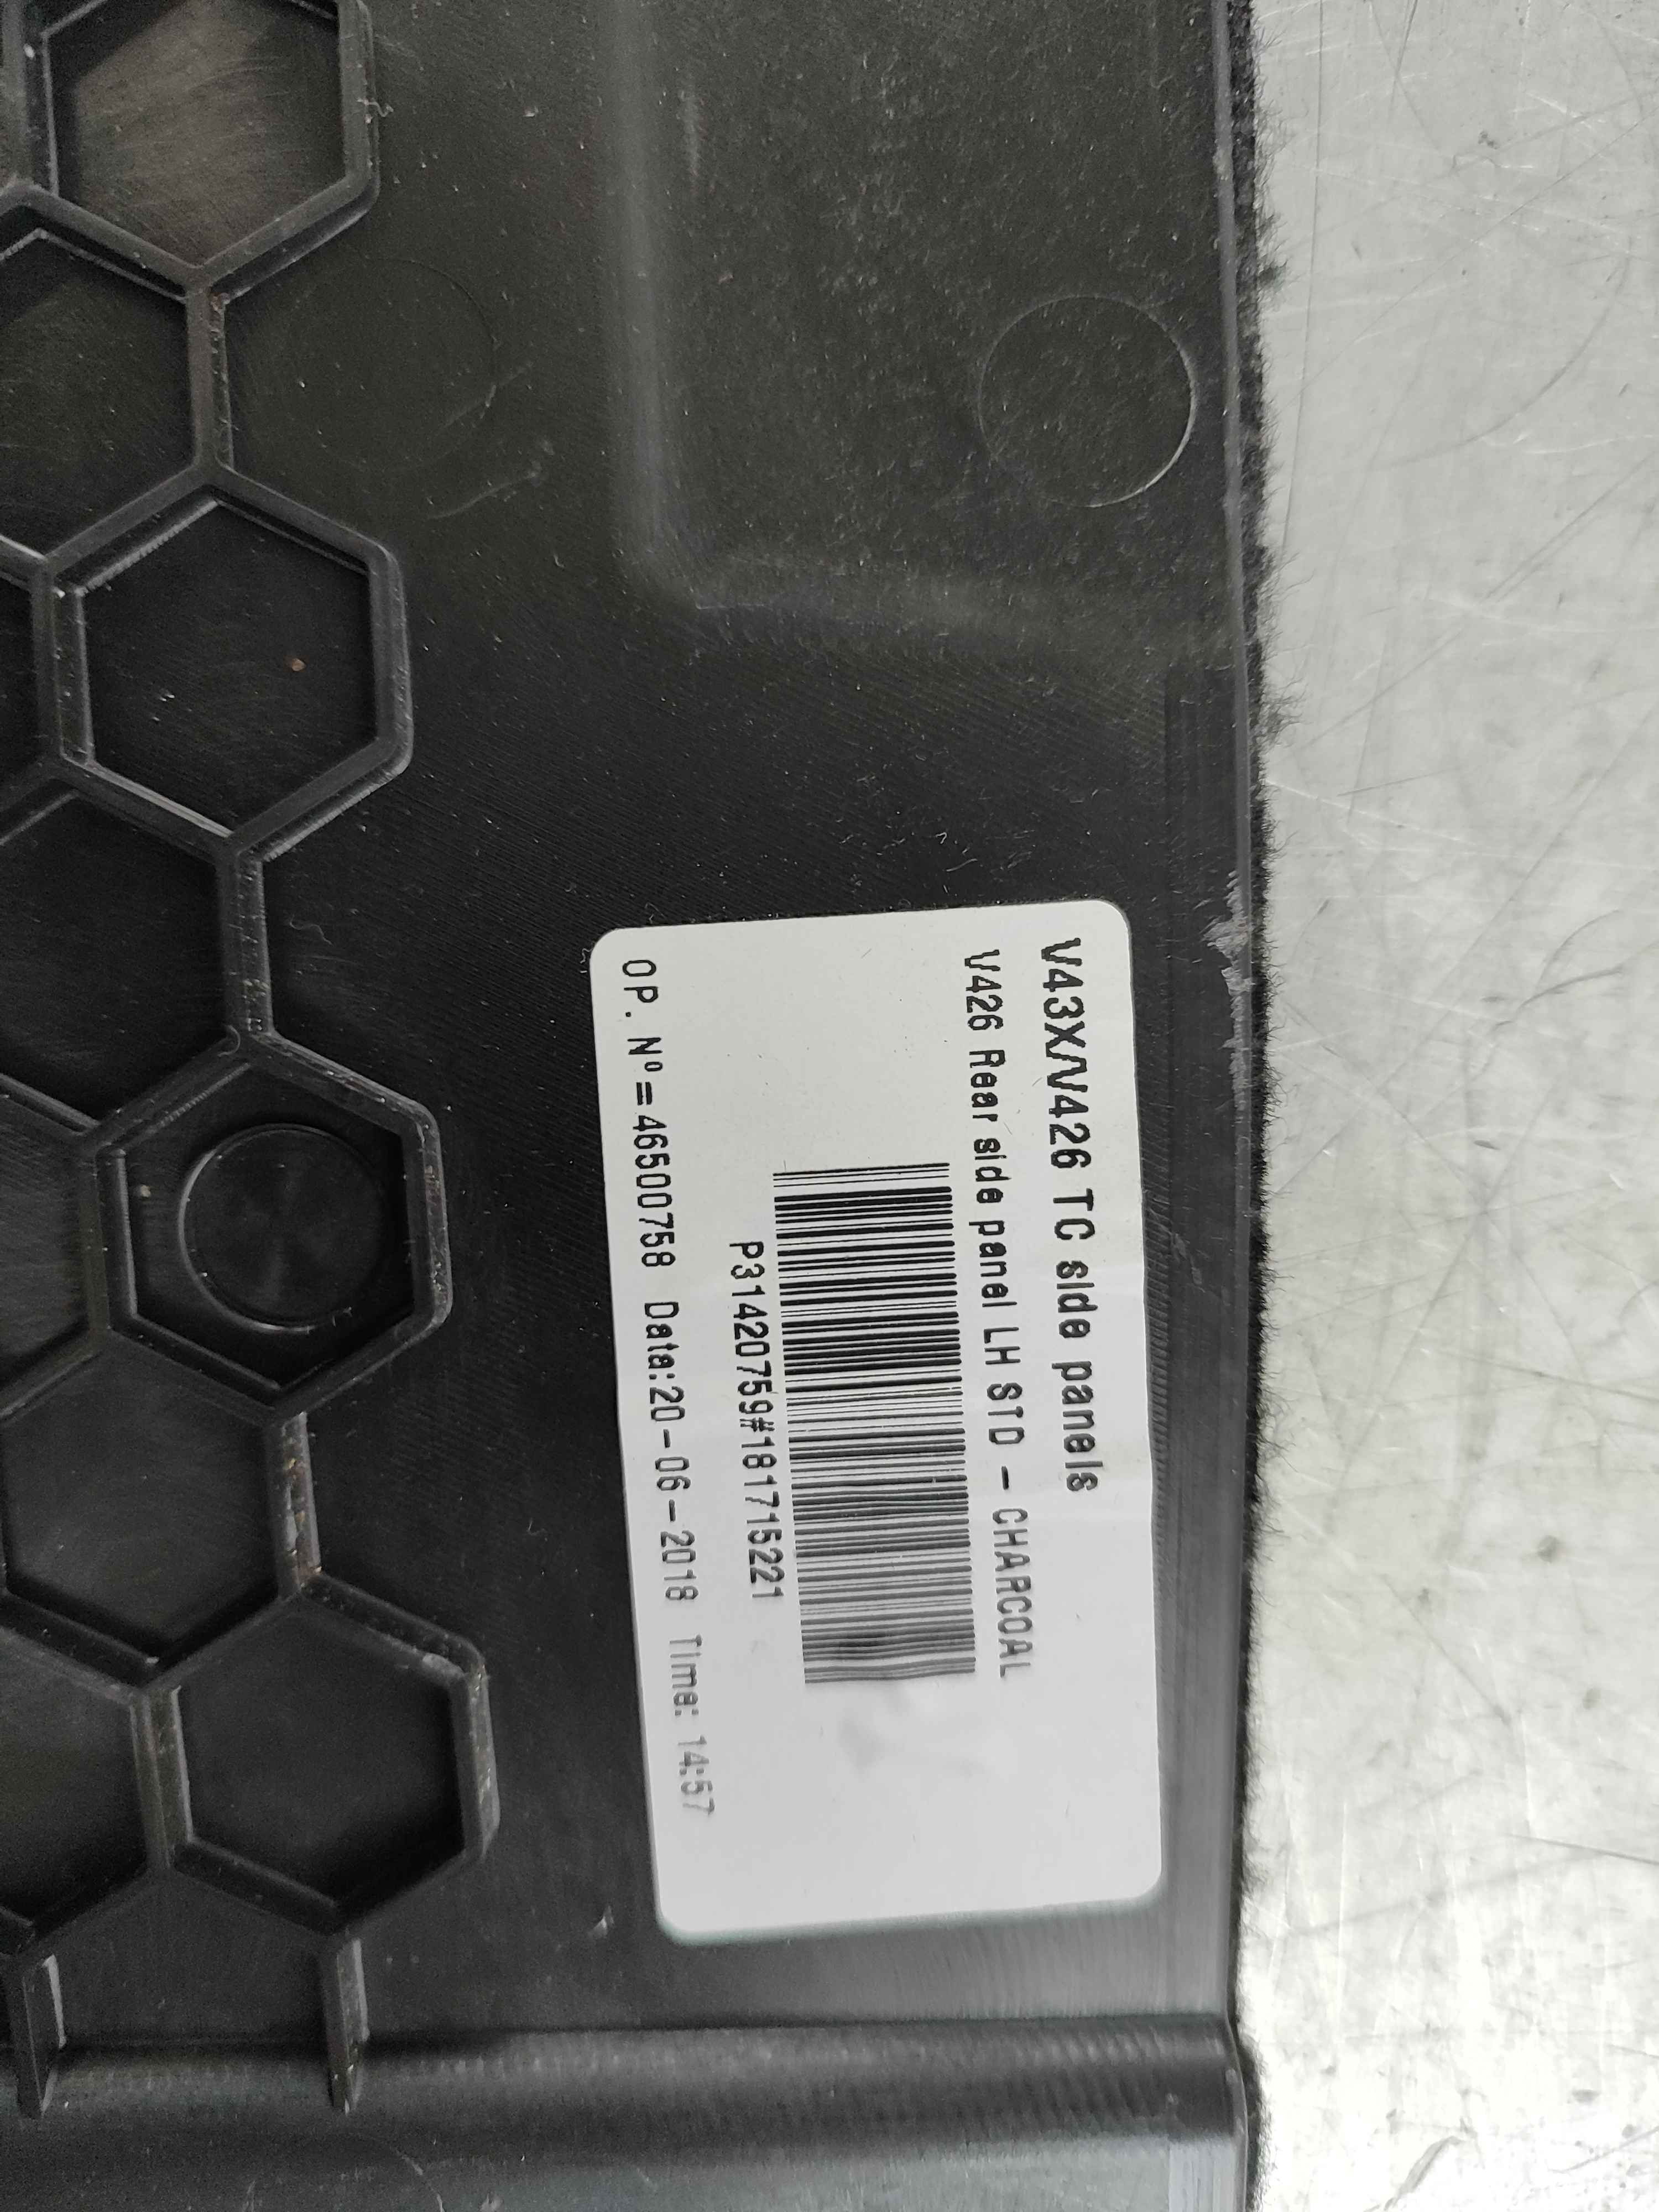 V43X/V426 TC side panels
V426 Rear side panel LH STD - CHARCOAL
P31420759#181715221
OP. Nº=46500758 Data:20-06-2018 Time: 14:57